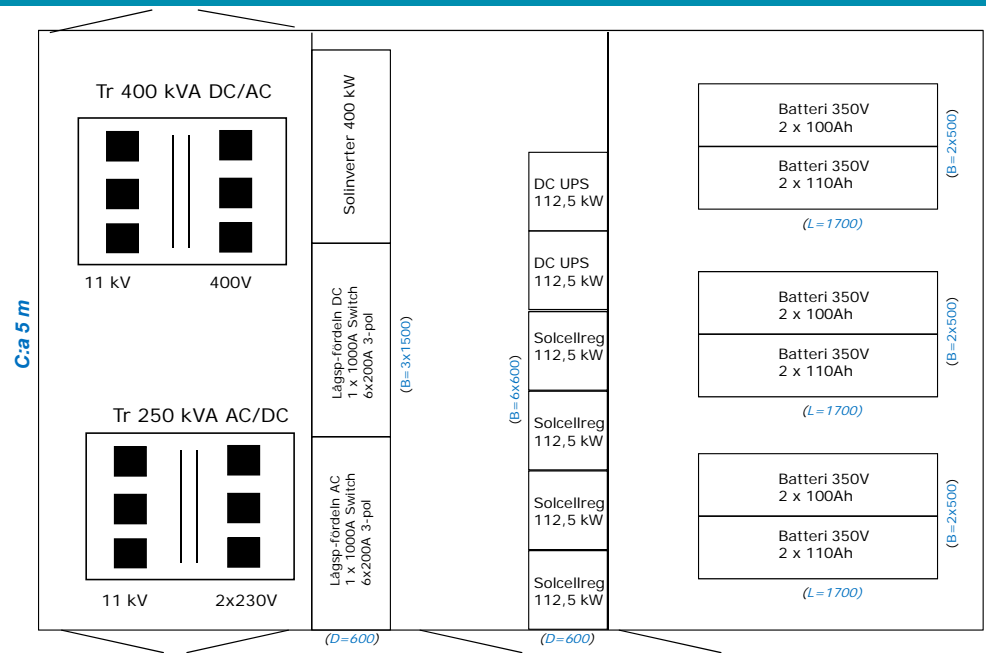 C:a 5 m
Tr 400 kVA DC/AC
11 kV
400V
Tr 250 kVA AC/DC
11 kV
2x230V
Solinverter 400 kW
Lågsp-fördeln DC
1 x 1000A Switch
6x200A 3-pol
Lågsp-fördeln AC
1 x 1000A Switch
6x200A 3-pol
(B=3x1500)
(D=600)
(B=6x600)
DC UPS
112,5 kW
DC UPS
112,5 kW
Solcellreg
112,5 kW
Solcellreg
112,5 kW
Solcellreg
112,5 kW
Solcellreg
112,5 kW
(D=600)
Batteri 350V
2 x 100Ah
Batteri 350V
2 x 110Ah
(B=2x500)
(L=1700)
Batteri 350V
2 x 100Ah
Batteri 350V
2 x 110Ah
(B=2x500)
(L=1700)
Batteri 350V
2 x 100Ah
Batteri 350V
2 x 110Ah
(B=2x500)
(L=1700)